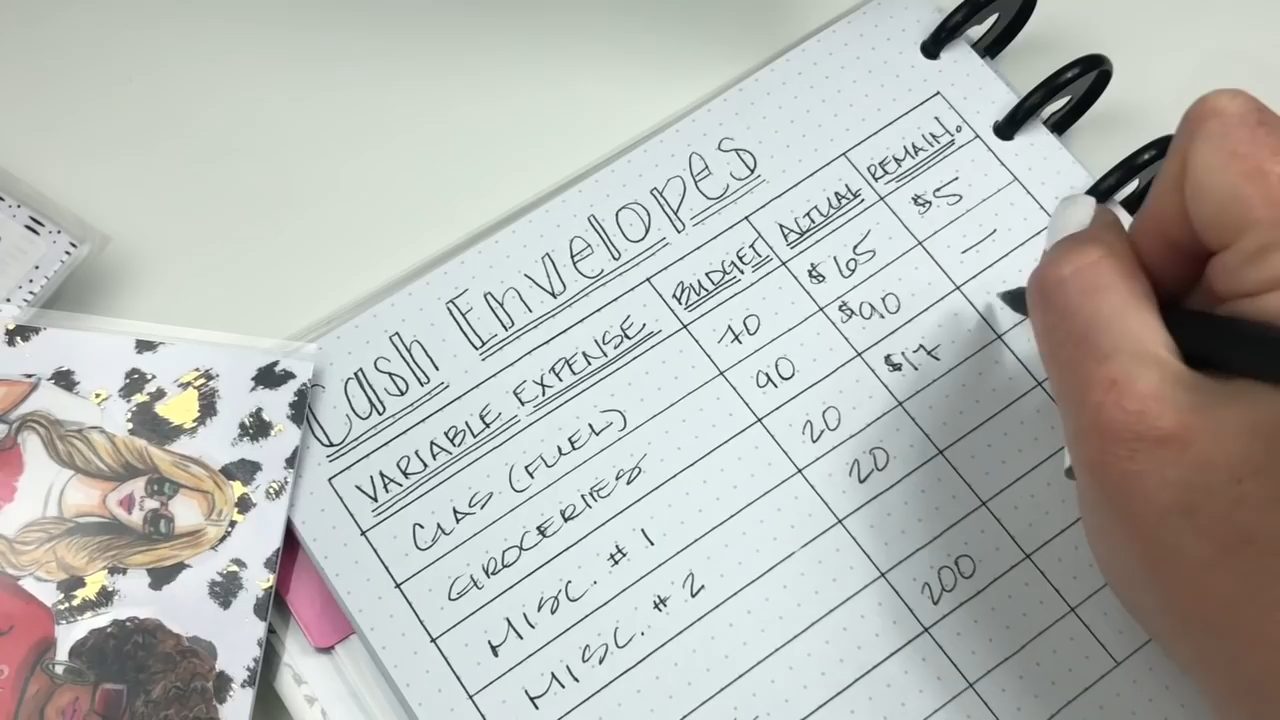 Cash Envelopes
VARIABLE EXPENSE BUDGET ACTUAL REMAIN.
GAS (FUEL) 70 $65 $5
GROCERIES 90 $90 —
MISC. #1 20 $17
MISC. #2 20
200